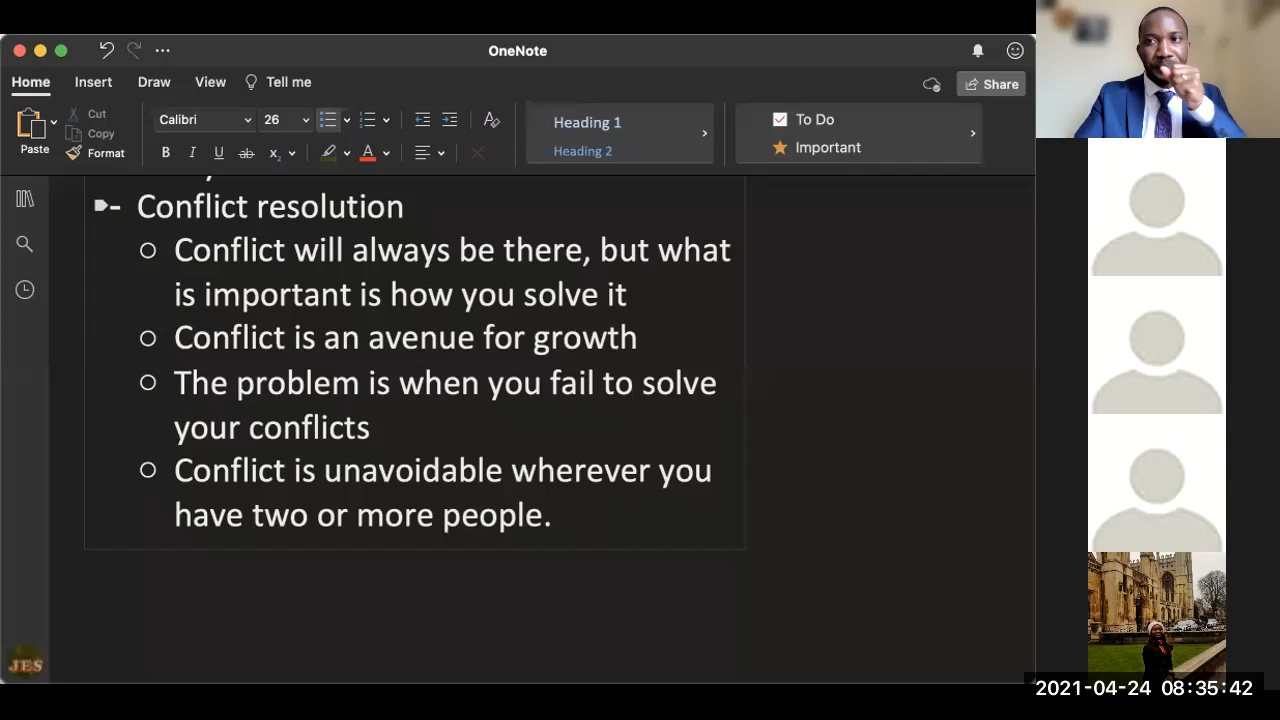 OneNote
Home Insert Draw View Tell me
Share
Paste
Cut
Copy
Format
Calibri 26
B I U ab x₂ A
Heading 1
Heading 2
To Do
Important
- Conflict resolution
Conflict will always be there, but what
is important is how you solve it
Conflict is an avenue for growth
The problem is when you fail to solve
your conflicts
Conflict is unavoidable wherever you
have two or more people.
JES
2021-04-24 08:35:42